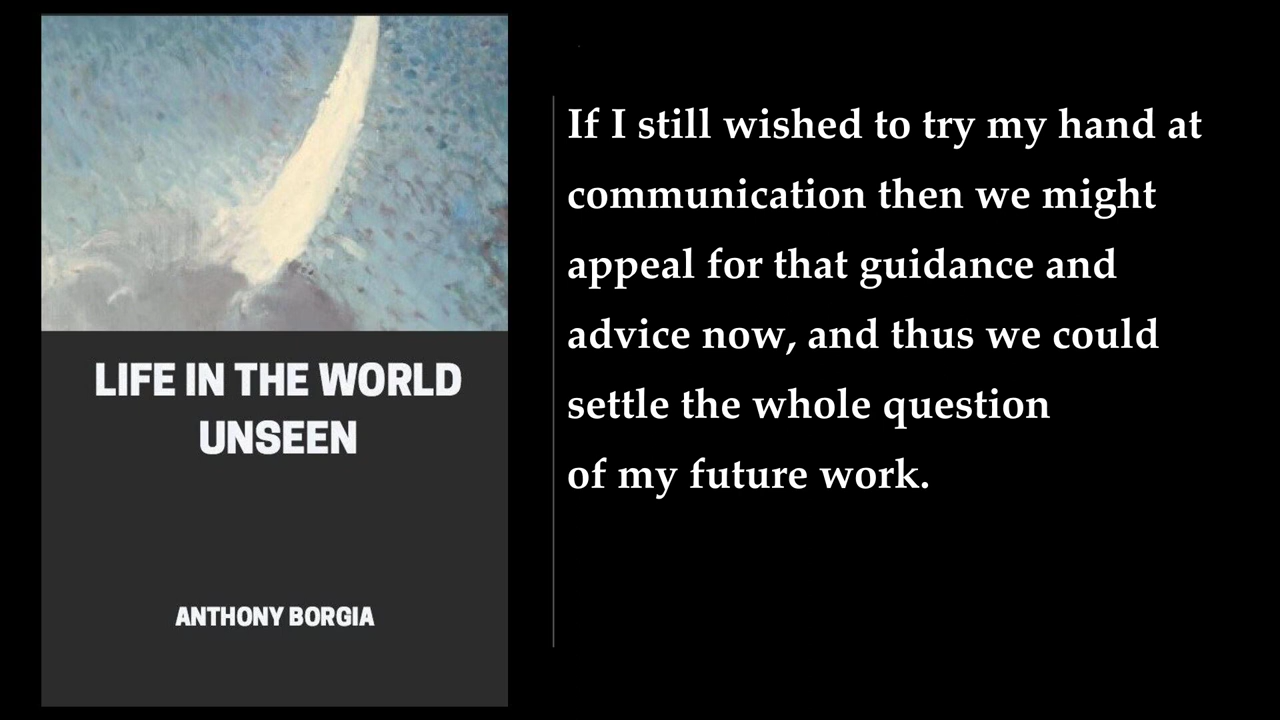 LIFE IN THE WORLD
UNSEEN
ANTHONY BORGIA
If I still wished to try my hand at
communication then we might
appeal for that guidance and
advice now, and thus we could
settle the whole question
of my future work.